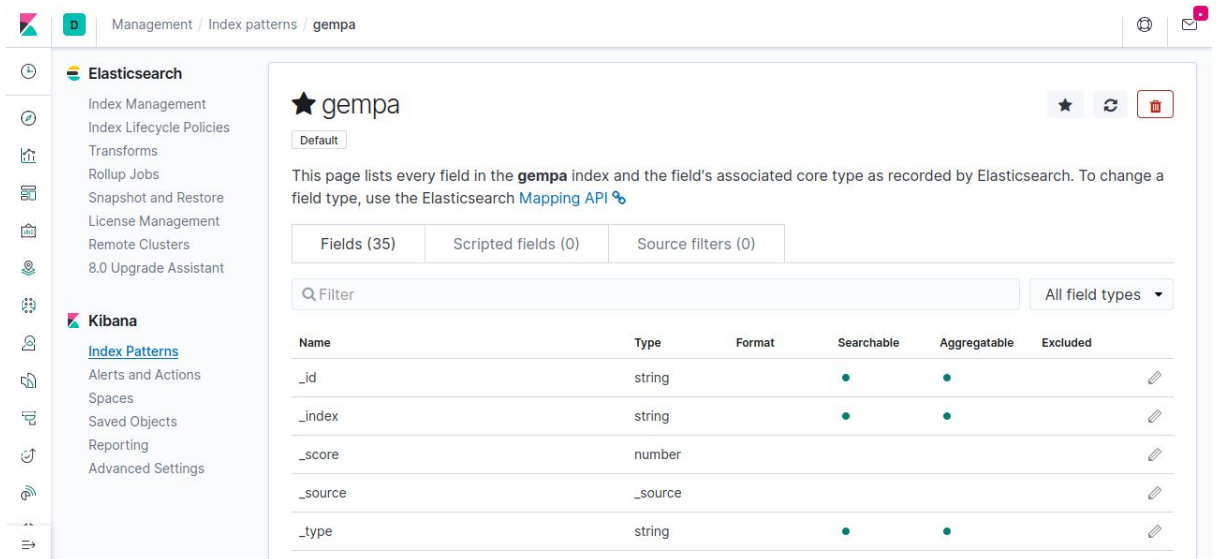 D Management / Index patterns / gempa
Elasticsearch
Index Management
Index Lifecycle Policies
Transforms
Rollup Jobs
Snapshot and Restore
License Management
Remote Clusters
8.0 Upgrade Assistant
Kibana
Index Patterns
Alerts and Actions
Spaces
Saved Objects
Reporting
Advanced Settings
gempa
Default
This page lists every field in the gempa index and the field's associated core type as recorded by Elasticsearch. To change a
field type, use the Elasticsearch Mapping API
Fields (35) Scripted fields (0) Source filters (0)
Filter All field types
Name Type Format Searchable Aggregatable Excluded
_id string
_index string
_score number
_source _source
_type string